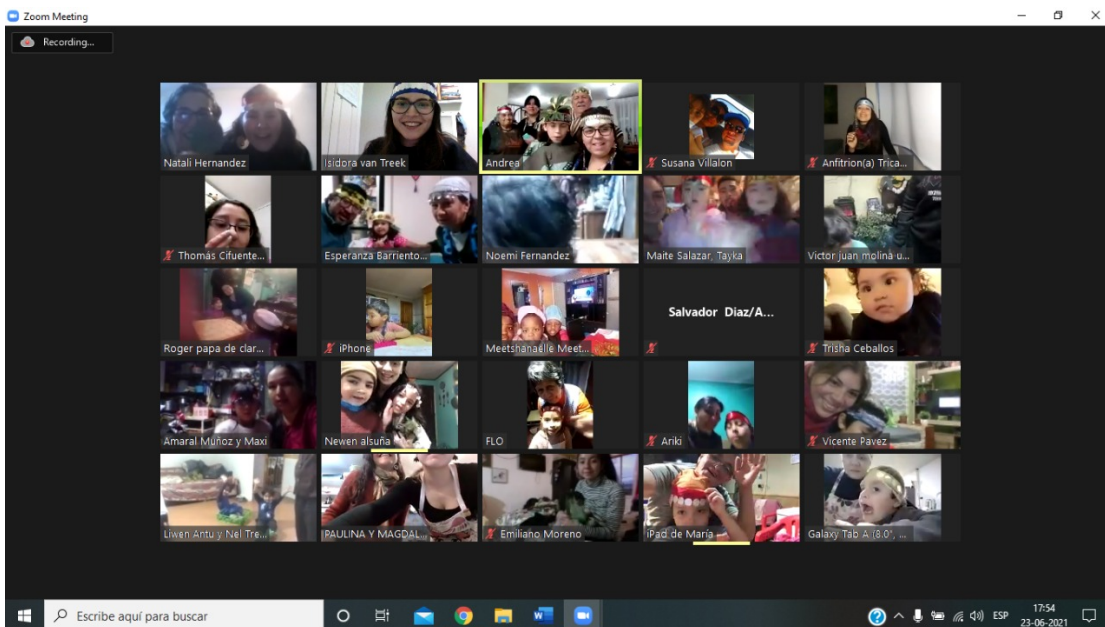 Zoom Meeting
Recording...
Natali Hernandez
Isidora van Treek
Andrea
Susana Villalon
Anfitrion(a) Trica...
Thomás Cifuente...
Esperanza Barriento...
Noemi Fernandez
Maite Salazar, Tayka
Victor juan molina u...
Roger papa de clar...
iPhone
Meetshanaëlle Meet...
Salvador Diaz/A...
Trisha Ceballos
Amaral Muñoz y Maxi
Newen alsuña
FLO
Ariki
Vicente Pavez
Liwen Antu y Nel Tre...
PAULINA Y MAGDAL...
Emiliano Moreno
iPad de María
Galaxy Tab A (8.0", ...
Escribe aquí para buscar
ESP
17:54
23-06-2021